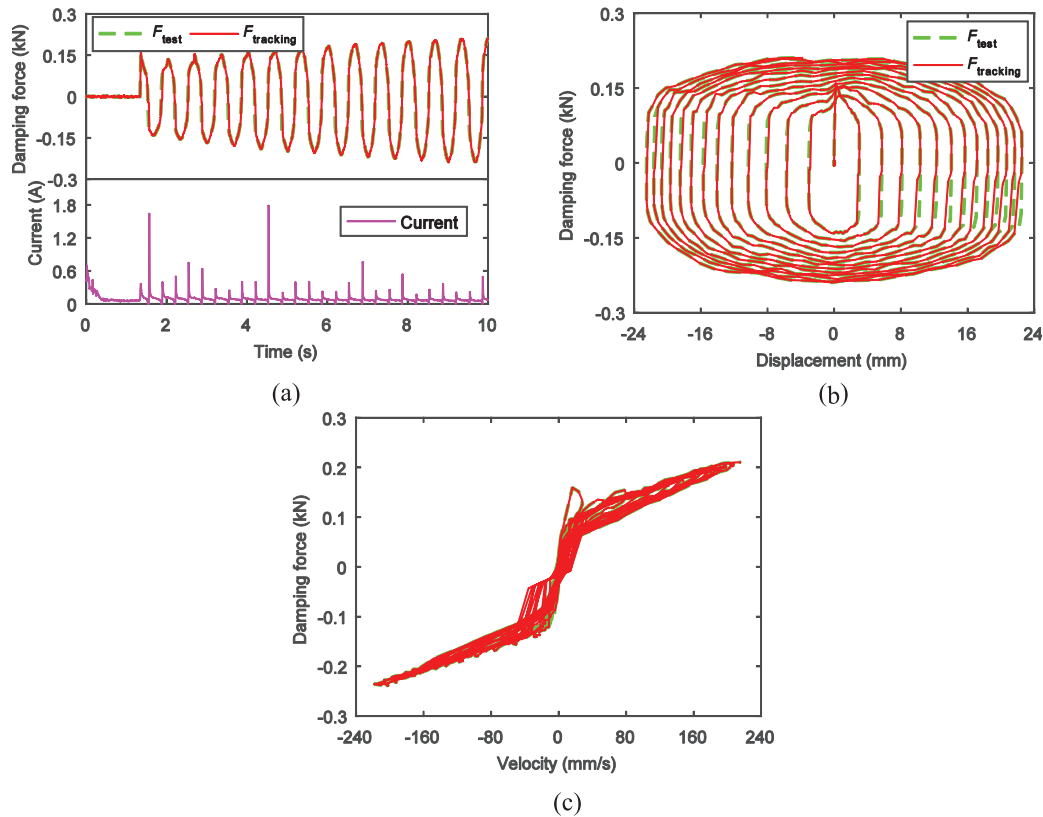 0.3
0.15
0
-0.15
-0.3
Damping force (kN)
F_test F_tracking
1.8
1.2
0.6
0
Current (A)
Current
0 2 4 6 8 10
Time (s)
(a)
0.3
0.15
0
-0.15
-0.3
Damping force (kN)
F_test
F_tracking
-24 -16 -8 0 8 16 24
Displacement (mm)
(b)
0.3
0.2
0.1
0
-0.1
-0.2
-0.3
Damping force (kN)
-240 -160 -80 0 80 160 240
Velocity (mm/s)
(c)